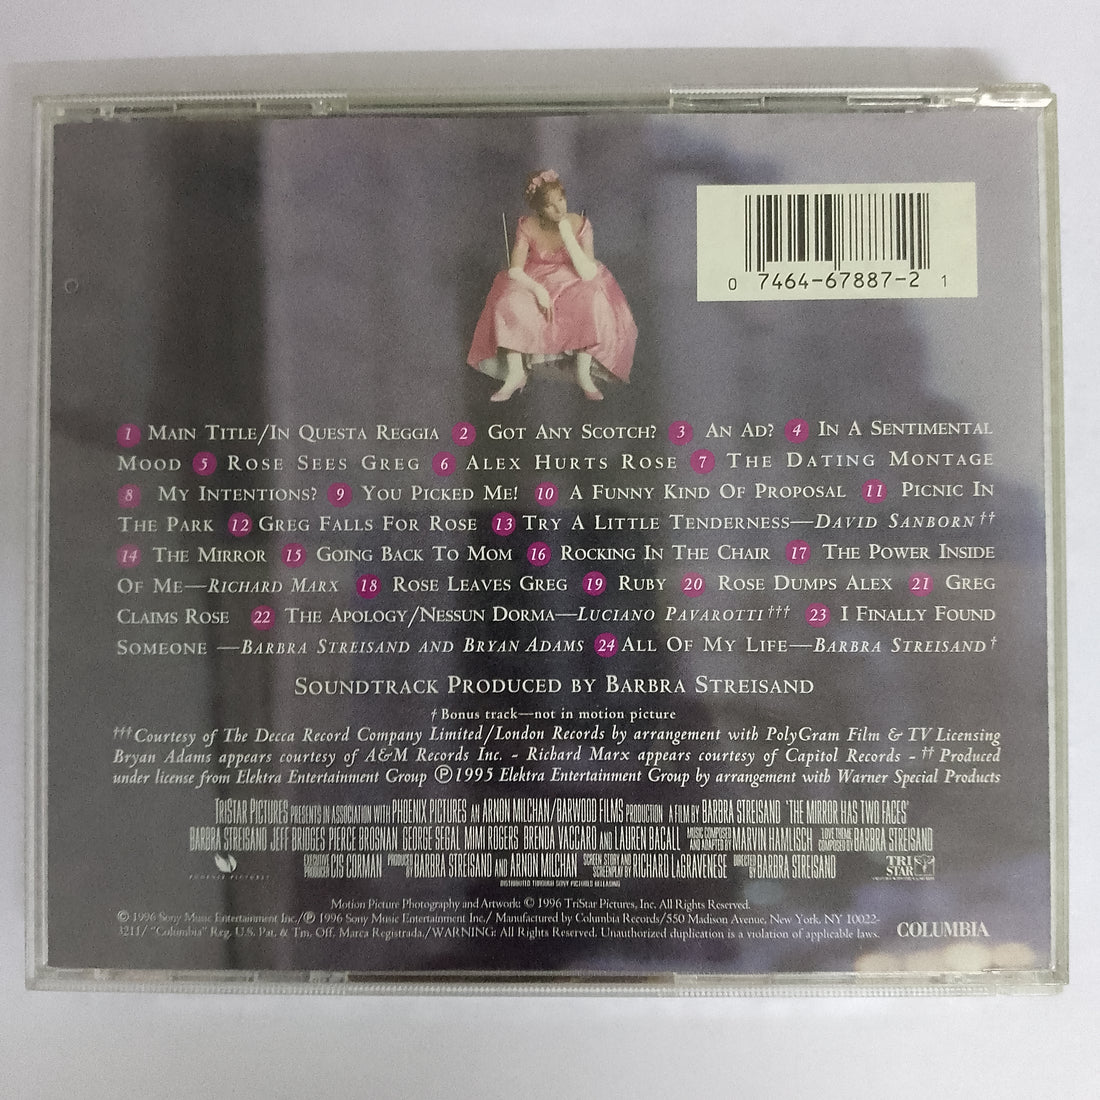 0 74646-67887-2 1
1 MAIN TITLE/IN QUESTA REGGIA 2 GOT ANY SCOTCH? 3 AN AD? 4 IN A SENTIMENTAL
MOOD 5 ROSE SEES GREG 6 ALEX HURTS ROSE 7 THE DATING MONTAGE
8 MY INTENTIONS? 9 YOU PICKED ME! 10 A FUNNY KIND OF PROPOSAL 11 PICNIC IN
THE PARK 12 GREG FALLS FOR ROSE 13 TRY A LITTLE TENDERNESS—DAVID SANBORN††
14 THE MIRROR 15 GOING BACK TO MOM 16 ROCKING IN THE CHAIR 17 THE POWER INSIDE
OF ME—RICHARD MARX 18 ROSE LEAVES GREG 19 RUBY 20 ROSE DUMPS ALEX 21 GREG
CLAIMS ROSE 22 THE APOLOGY/NESSUN DORMA—LUCIANO PAVAROTTI††† 23 I FINALLY FOUND
SOMEONE —BARBRA STREISAND AND BRYAN ADAMS 24 ALL OF MY LIFE—BARBRA STREISAND†
SOUNDTRACK PRODUCED BY BARBRA STREISAND
† Bonus track—not in motion picture
†††Courtesy of The Decca Record Company Limited/London Records by arrangement with PolyGram Film & TV Licensing
Bryan Adams appears courtesy of A&M Records Inc. - Richard Marx appears courtesy of Capitol Records - †† Produced
under license from Elektra Entertainment Group ℗1995 Elektra Entertainment Group by arrangement with Warner Special Products
TRISTAR PICTURES PRESENTS IN ASSOCIATION WITH PHOENIX PICTURES AN ARNON MILCHAN/BARWOOD FILMS PRODUCTION A FILM BY BARBRA STREISAND "THE MIRROR HAS TWO FACES"
BARBRA STREISAND JEFF BRIDGES PIERCE BROSNAN GEORGE SEGAL MIMI ROGERS BRENDA VACCARO AND LAUREN BACALL MUSIC COMPOSED AND ADAPTED BY MARVIN HAMLISCH LOVE THEME COMPOSED BY BARBRA STREISAND
EXECUTIVE PRODUCER CIS CORMAN PRODUCED BY BARBRA STREISAND AND ARNON MILCHAN SCREEN STORY AND SCREENPLAY BY RICHARD LAGRAVENESE DIRECTED BY BARBRA STREISAND
PHOENIX PICTURES
TRI STAR
DISTRIBUTED THROUGH SONY PICTURES RELEASING
Motion Picture Photography and Artwork: © 1996 TriStar Pictures, Inc. All Rights Reserved.
© 1996 Sony Music Entertainment Inc./℗ 1996 Sony Music Entertainment Inc./ Manufactured by Columbia Records/550 Madison Avenue, New York, NY 10022-
3211/ "Columbia" Reg. U.S. Pat. & Tm. Off. Marca Registrada./WARNING: All Rights Reserved. Unauthorized duplication is a violation of applicable laws.
COLUMBIA